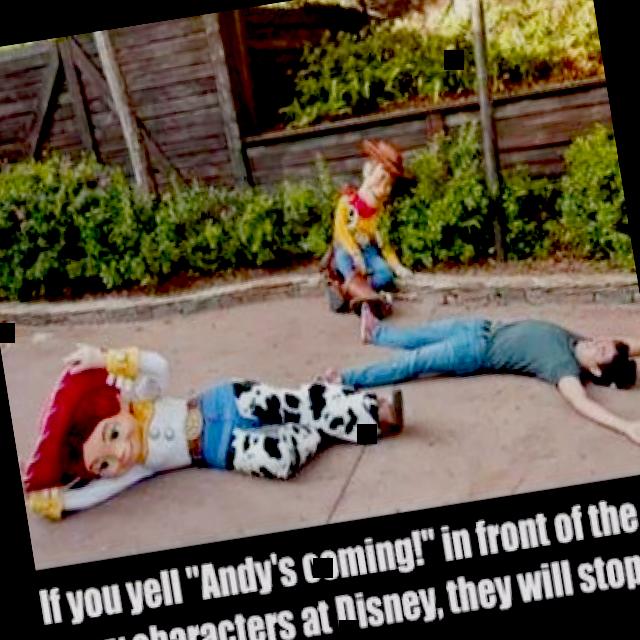 If you yell "Andy's Coming!" in front of the
characters at Disney, they will stop